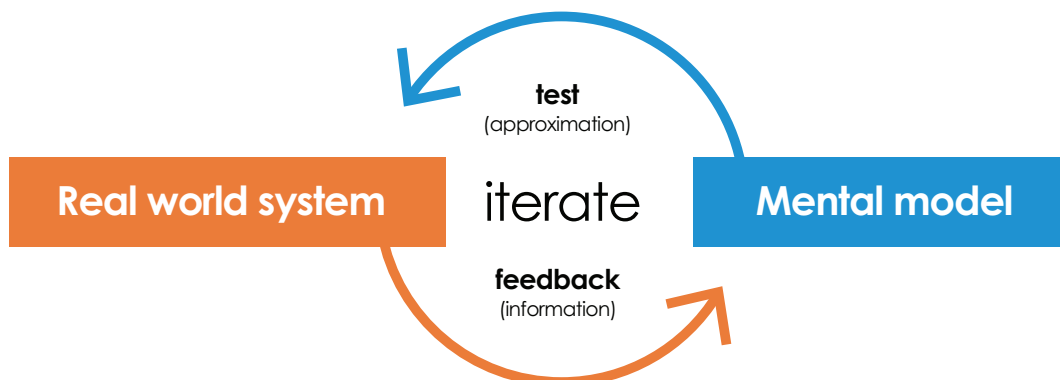 test
(approximation)
Real world system
iterate
Mental model
feedback
(information)